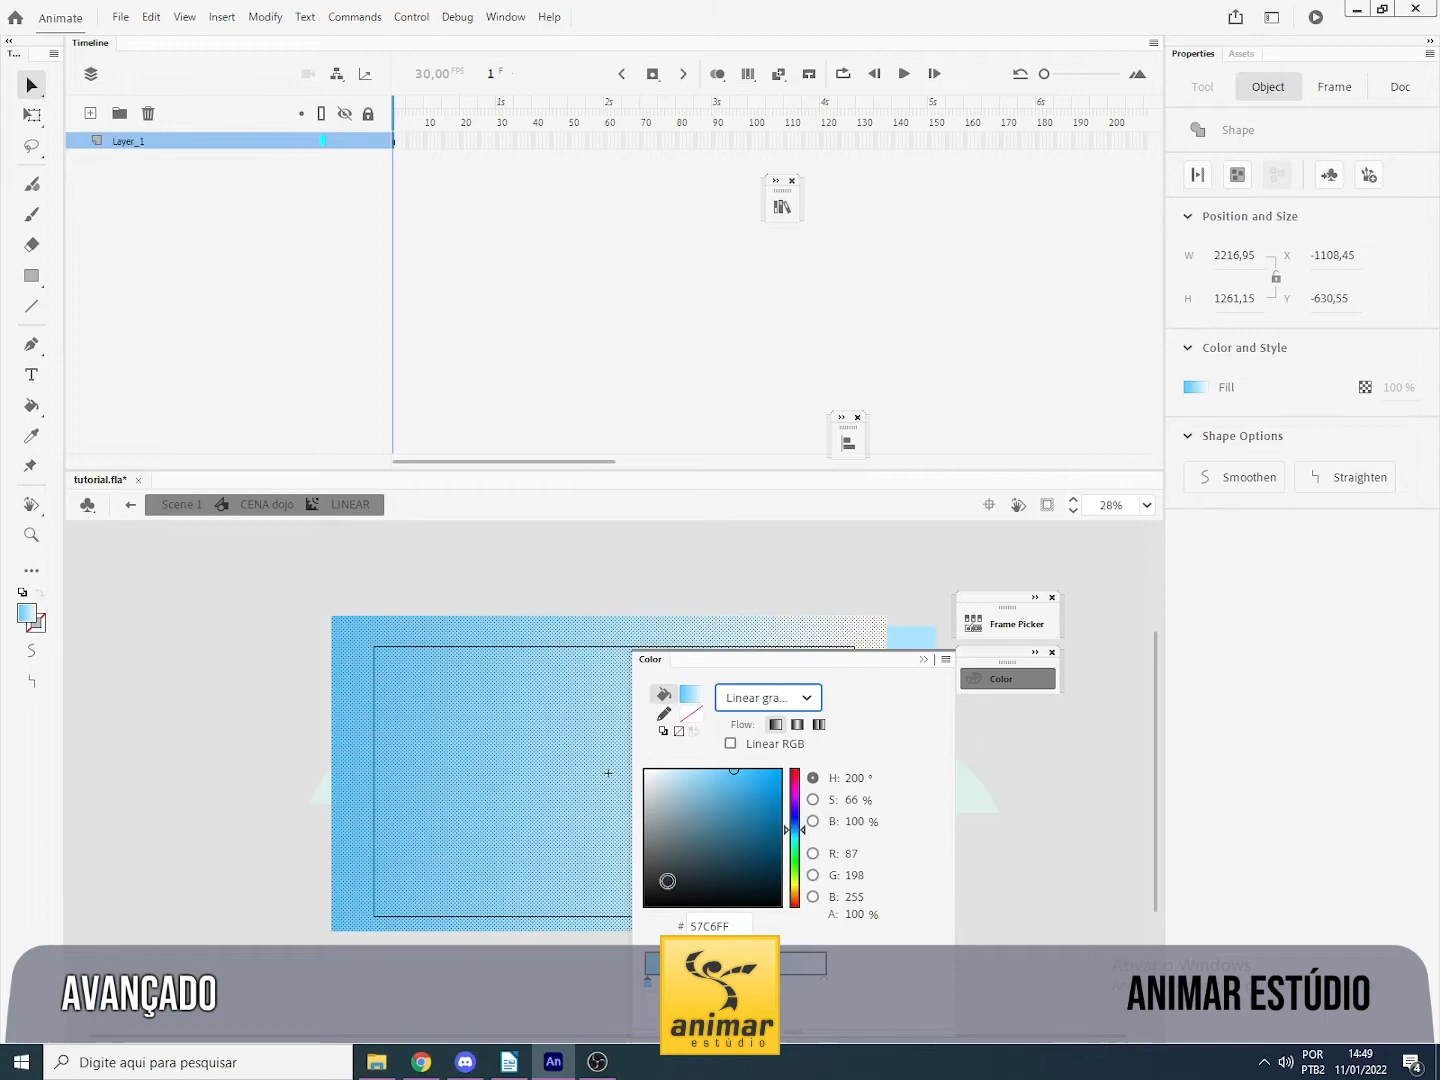 Animate
File Edit View Insert Modify Text Commands Control Debug Window Help
T...
Timeline
30,00 FPS 1 F
1s 2s 3s 4s 5s 6s
10 20 30 40 50 60 70 80 90 100 110 120 130 140 150 160 170 180 190 200
Layer_1
Properties Assets
Tool Object Frame Doc
Shape
Position and Size
W 2216,95 X -1108,45
H 1261,15 Y -630,55
Color and Style
Fill 100 %
Shape Options
Smoothen Straighten
tutorial.fla* ×
Scene 1 CENA dojo LINEAR
28%
Frame Picker
Color
Color
Linear gra...
Flow:
Linear RGB
H: 200 °
S: 66 %
B: 100 %
R: 87
G: 198
B: 255
A: 100 %
# 57C6FF
Ativar o Windows
AVANÇADO
animar
estúdio
ANIMAR ESTÚDIO
Digite aqui para pesquisar
An
POR
PTB2
14:49
11/01/2022
4